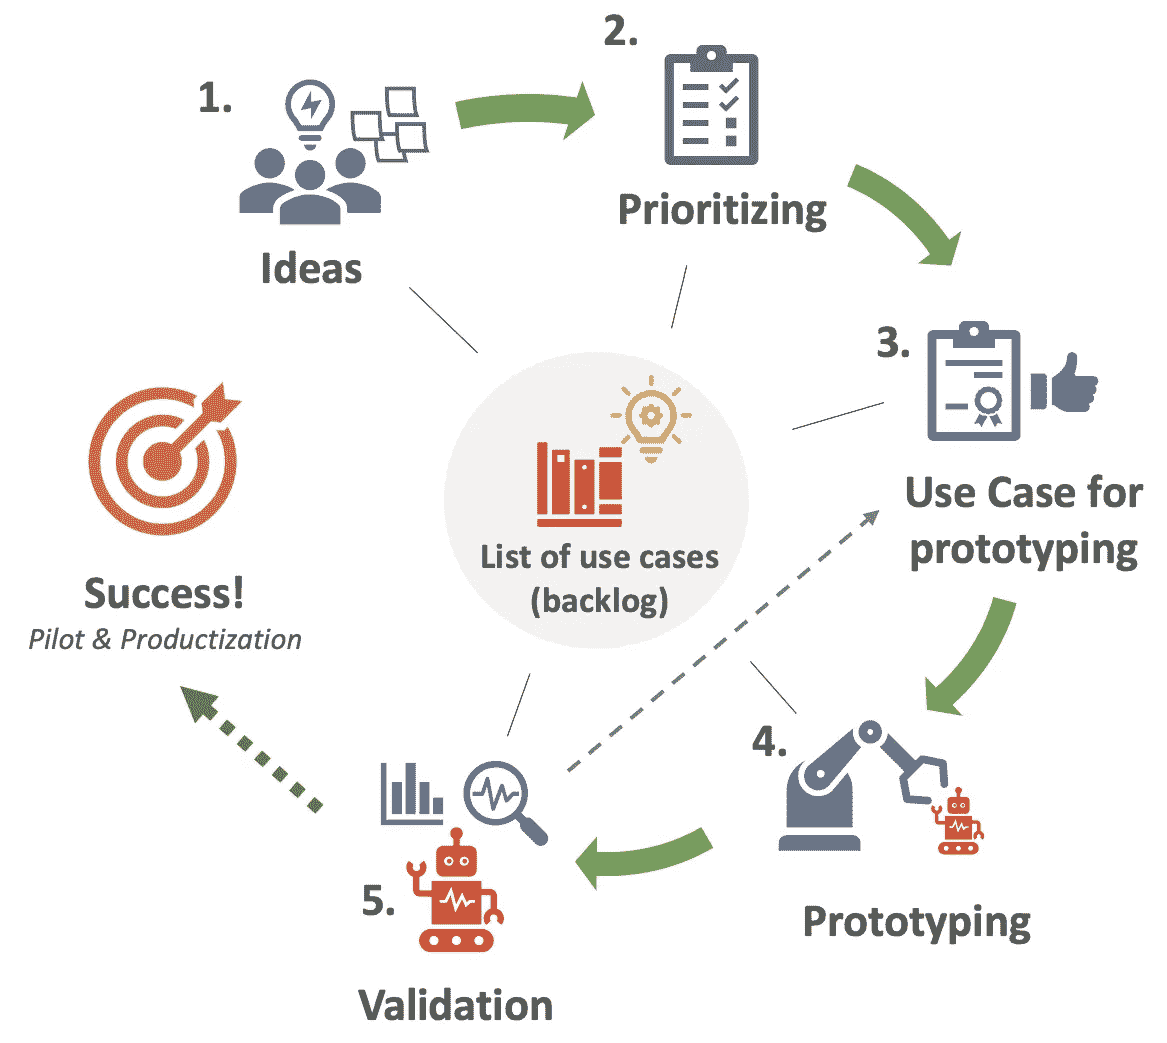 1.
Ideas
2.
Prioritizing
3.
Use Case for
prototyping
4.
Prototyping
5.
Validation
Success!
Pilot & Productization
List of use cases
(backlog)